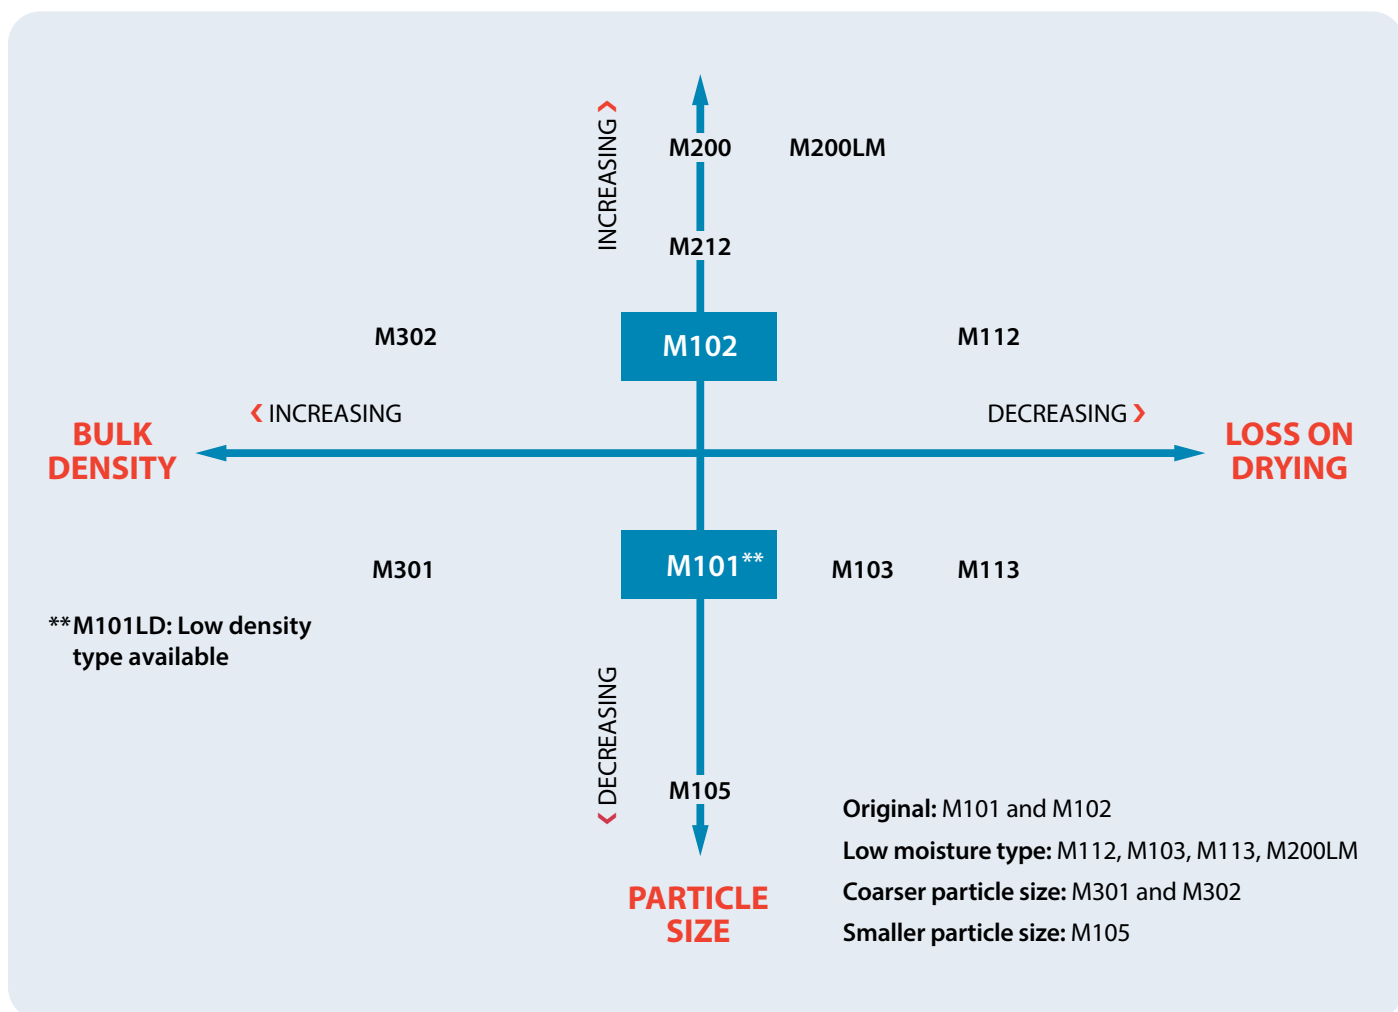 INCREASING >
M200
M200LM
M212
M302
M102
M112
< INCREASING
DECREASING >
BULK
DENSITY
LOSS ON
DRYING
M301
M101**
M103
M113
**M101LD: Low density
type available
< DECREASING
M105
PARTICLE
SIZE
Original: M101 and M102
Low moisture type: M112, M103, M113, M200LM
Coarser particle size: M301 and M302
Smaller particle size: M105